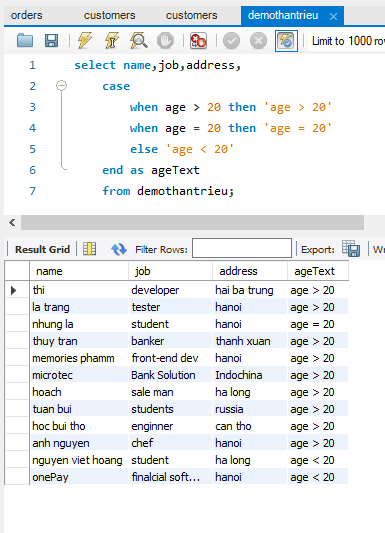 orders customers customers demothantrieu
Limit to 1000 row
1 select name,job,address,
2 case
3 when age > 20 then 'age > 20'
4 when age = 20 then 'age = 20'
5 else 'age < 20'
6 end as ageText
7 from demothantrieu;
Result Grid Filter Rows: Export: Wr
name job address ageText
thi developer hai ba trung age > 20
la trang tester hanoi age > 20
nhung la student hanoi age = 20
thuy tran banker thanh xuan age > 20
memories phamm front-end dev hanoi age > 20
microtec Bank Solution Indochina age > 20
hoach sale man ha long age > 20
tuan bui students russia age > 20
hoc bui tho enginner can tho age > 20
anh nguyen chef hanoi age > 20
nguyen viet hoang student ha long age < 20
onePay finalcial soft... hanoi age < 20